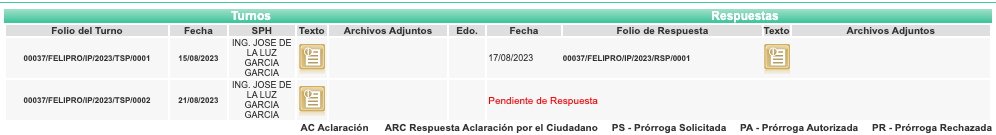 Turnos Respuestas
Folio del Turno Fecha SPH Texto Archivos Adjuntos Edo. Fecha Folio de Respuesta Texto Archivos Adjuntos
00037/FELIPRO/IP/2023/TSP/0001 15/08/2023 ING. JOSE DE LA LUZ GARCIA GARCIA 17/08/2023 00037/FELIPRO/IP/2023/RSP/0001
00037/FELIPRO/IP/2023/TSP/0002 21/08/2023 ING. JOSE DE LA LUZ GARCIA GARCIA Pendiente de Respuesta
AC Aclaración ARC Respuesta Aclaración por el Ciudadano PS - Prórroga Solicitada PA - Prórroga Autorizada PR - Prórroga Rechazada